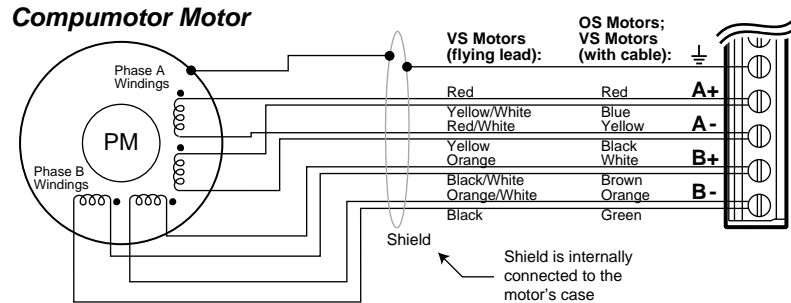 Compumotor Motor
Phase A
Windings
PM
Phase B
Windings
Shield
VS Motors
(flying lead):
OS Motors;
VS Motors
(with cable):
Red Red A+
Yellow/White Blue
Red/White Yellow A-
Yellow Black
Orange White B+
Black/White Brown
Orange/White Orange B-
Black Green
Shield is internally
connected to the
motor's case